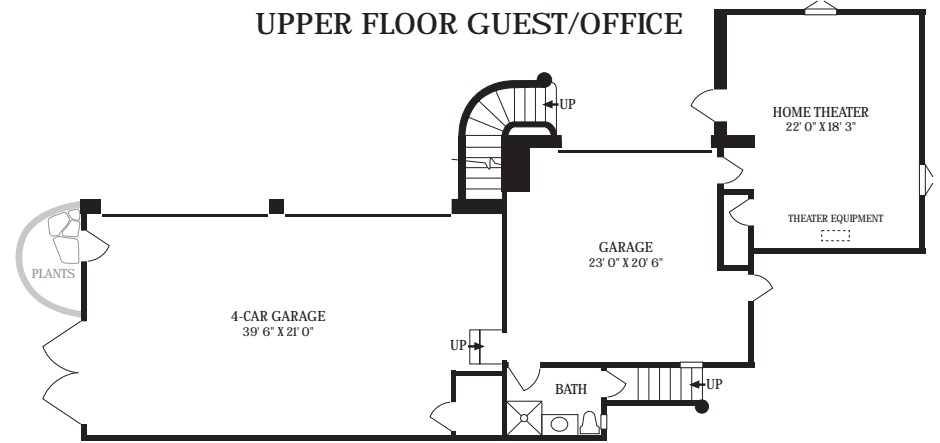 UPPER FLOOR GUEST/OFFICE
UP
HOME THEATER
22' 0" X 18' 3"
THEATER EQUIPMENT
GARAGE
23' 0" X 20' 6"
PLANTS
4-CAR GARAGE
39' 6" X 21' 0"
UP
BATH
UP